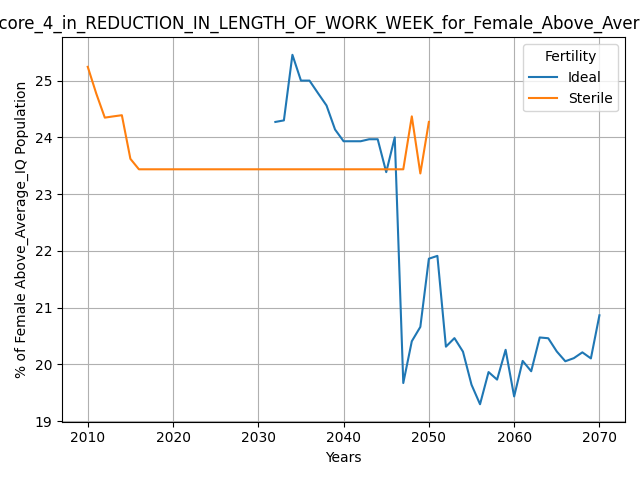 core_4_in_REDUCTION_IN_LENGTH_OF_WORK_WEEK_for_Female_Above_Aver
Fertility
Ideal
Sterile
% of Female Above_Average_IQ Population
25
24
23
22
21
20
19
2010 2020 2030 2040 2050 2060 2070
Years